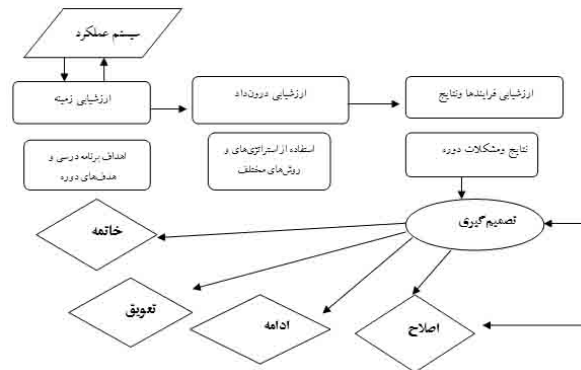 سیستم عملکرد
ارزشیابی زمینه
ارزشیابی درون‌داد
ارزشیابی فرایندها ونتایج
اهداف برنامه درسی و
هدف‌های دوره
استفاده از استراتژی‌های و
روش‌های مختلف
نتایج ومشکلات دوره
تصمیم‌گیری
خاتمه
تعویق
ادامه
اصلاح